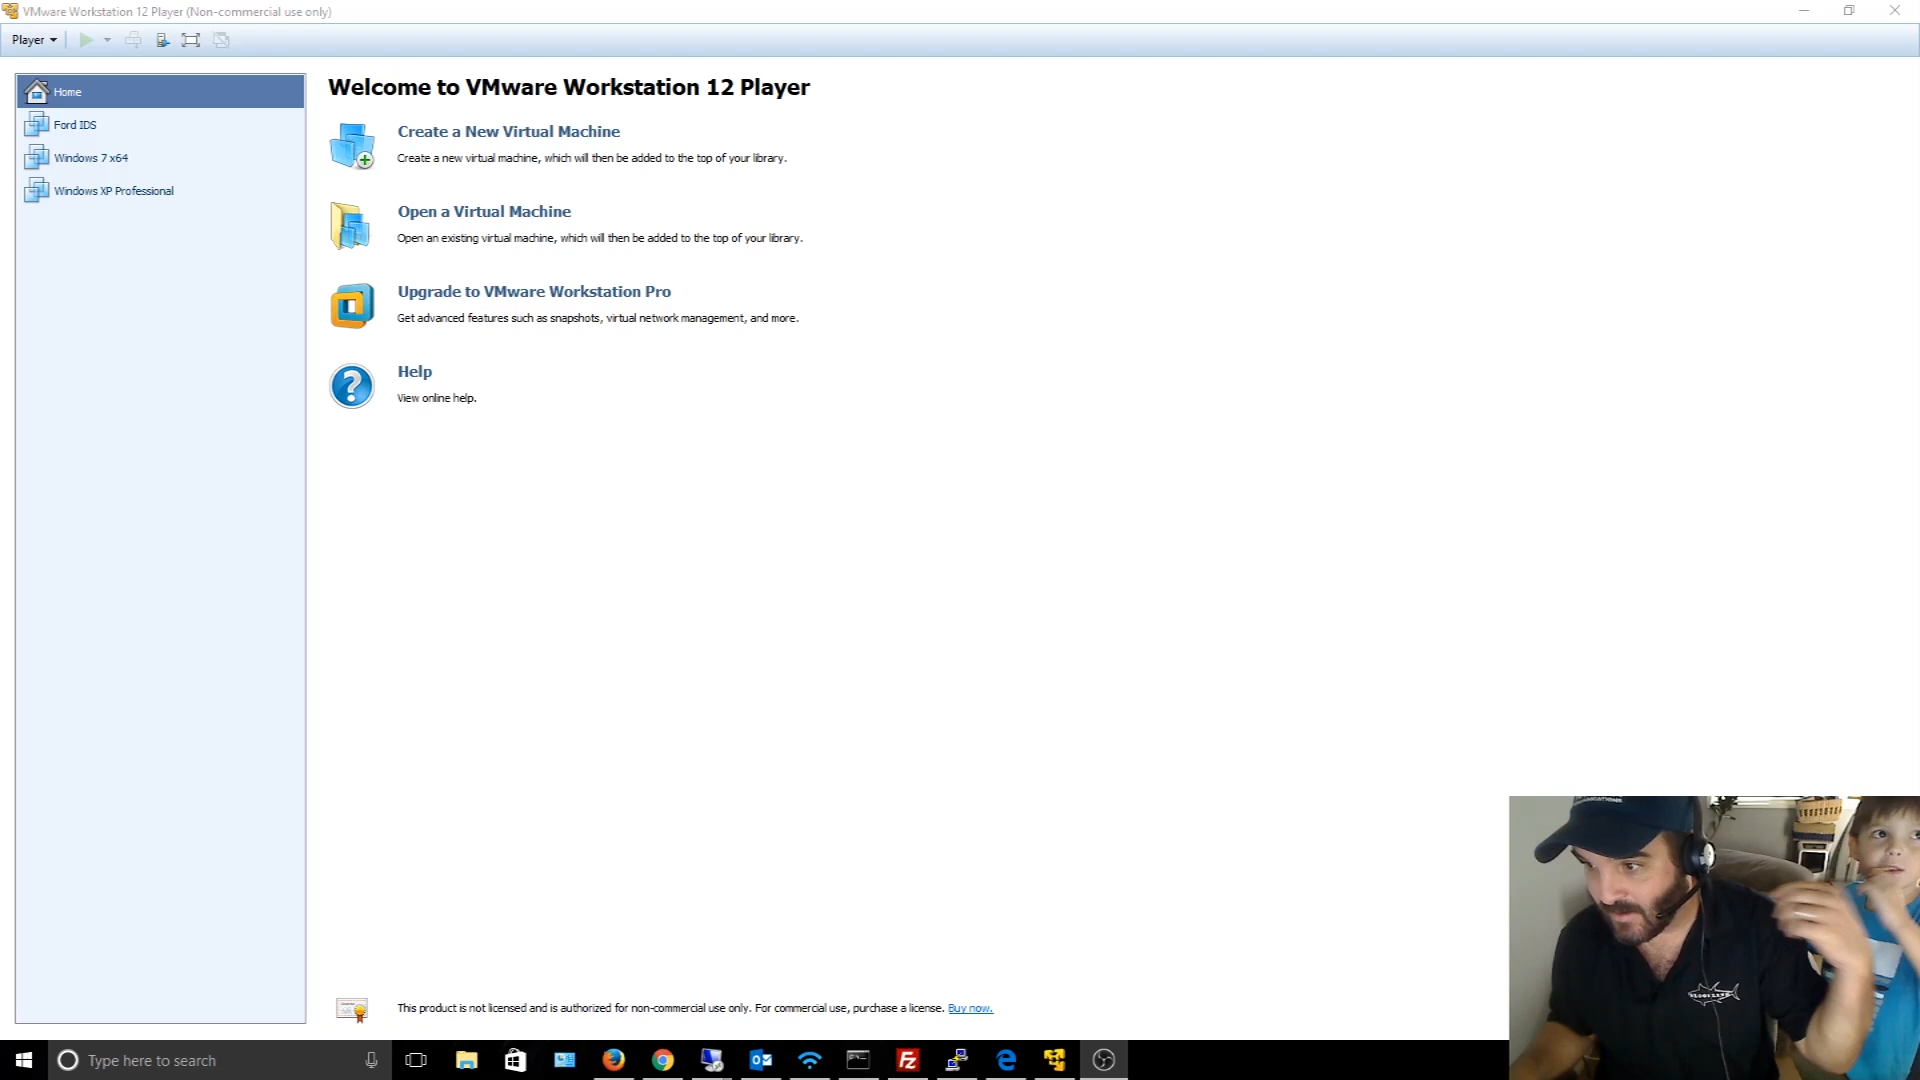 VMware Workstation 12 Player (Non-commercial use only)
Player
Home
Ford IDS
Windows 7 x64
Windows XP Professional
Welcome to VMware Workstation 12 Player
Create a New Virtual Machine
Create a new virtual machine, which will then be added to the top of your library.
Open a Virtual Machine
Open an existing virtual machine, which will then be added to the top of your library.
Upgrade to VMware Workstation Pro
Get advanced features such as snapshots, virtual network management, and more.
Help
View online help.
This product is not licensed and is authorized for non-commercial use only. For commercial use, purchase a license. Buy now.
Type here to search